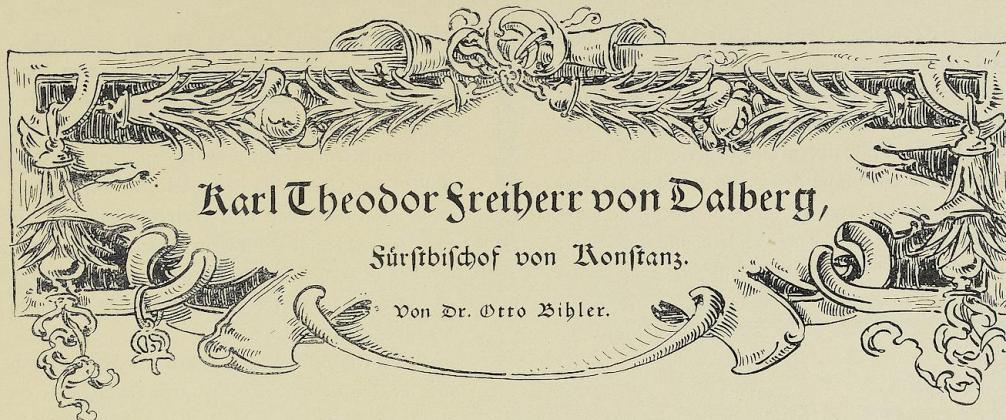 Karl Theodor Freiherr von Dalberg,
Fürstbischof von Konstanz.
Von Dr. Otto Bihler.